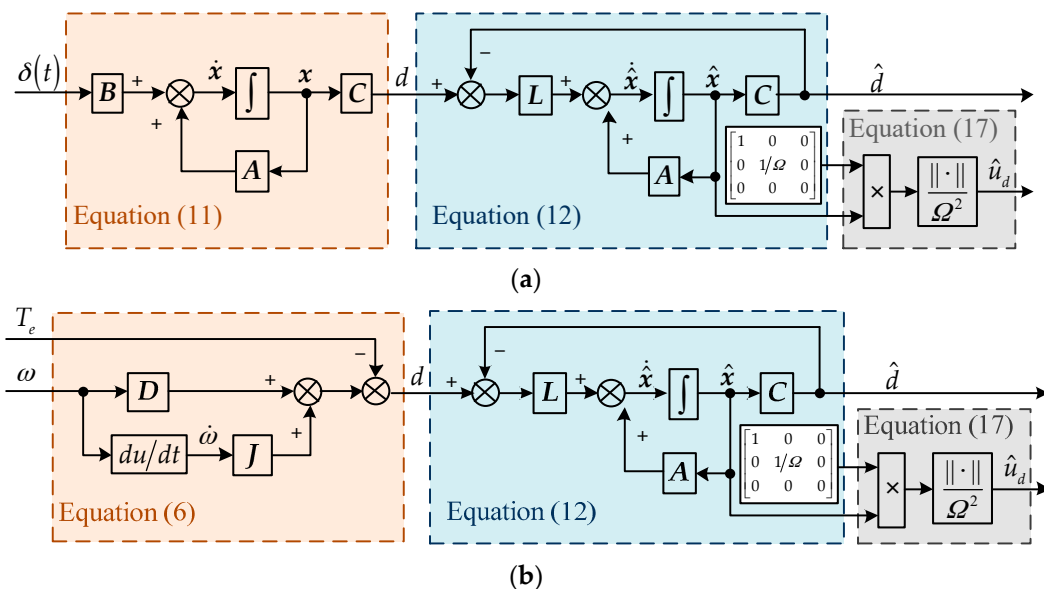 δ(t) B + + ẋ ∫ x C A d
Equation (11)
− + L + + x̂̇ ∫ x̂ C A d̂
[1 0 0
0 1/Ω 0
0 0 0]
Equation (12)
Equation (17)
× ‖·‖/Ω² û_d
(a)
T_e − d
ω D + +
du/dt ω̇ J
Equation (6)
− + L + + x̂̇ ∫ x̂ C A d̂
[1 0 0
0 1/Ω 0
0 0 0]
Equation (12)
Equation (17)
× ‖·‖/Ω² û_d
(b)